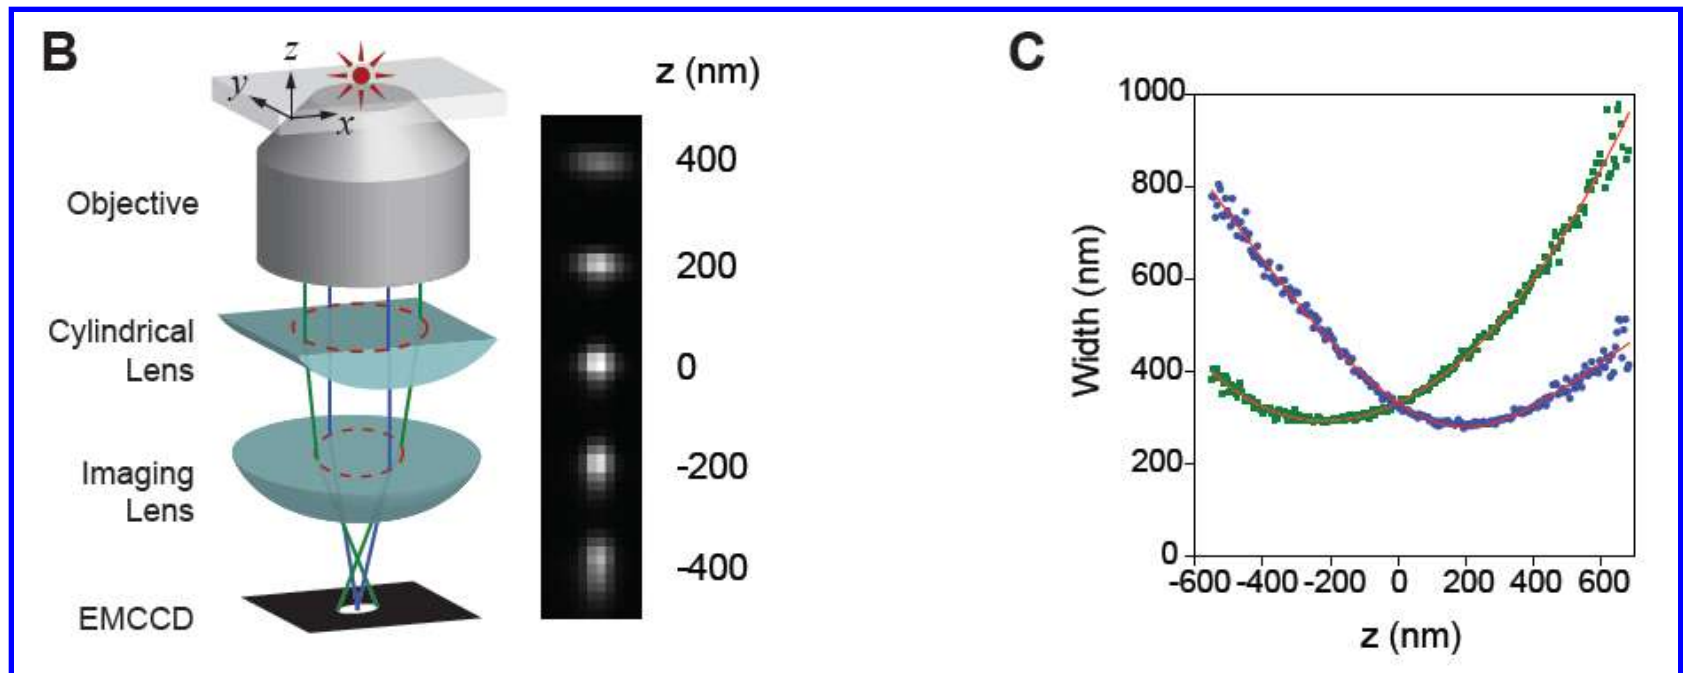 B
z
y
x
z (nm)
400
200
0
-200
-400
Objective
Cylindrical
Lens
Imaging
Lens
EMCCD
C
Width (nm)
1000
800
600
400
200
0
-600 -400 -200 0 200 400 600
z (nm)